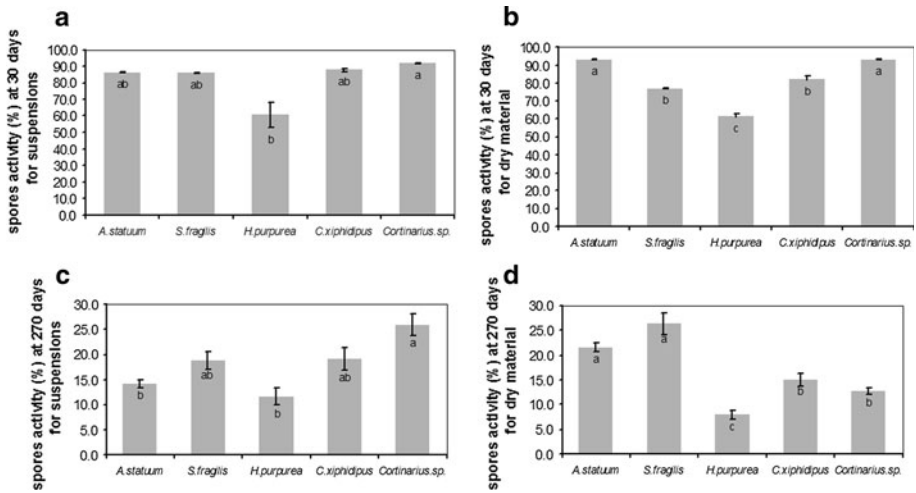 a
spores activity (%) at 30 days
for suspensions
100.0
90.0
80.0
70.0
60.0
50.0
40.0
30.0
20.0
10.0
0.0
ab
ab
b
ab
a
A.statuum
S.fragilis
H.purpurea
C.xiphidipus
Cortinarius.sp.
b
spores activity (%) at 30 days
for dry material
100.0
90.0
80.0
70.0
60.0
50.0
40.0
30.0
20.0
10.0
0.0
a
b
c
b
a
A.statuum
S.fragilis
H.purpurea
C.xiphidipus
Cortinarius.sp.
c
spores activity (%) at 270 days
for suspensions
30.0
25.0
20.0
15.0
10.0
5.0
0.0
b
ab
b
ab
a
A.statuum
S.fragilis
H.purpurea
C.xiphidipus
Cortinarius.sp.
d
spores activity (%) at 270 days
for dry material
30.0
25.0
20.0
15.0
10.0
5.0
0.0
a
a
c
b
b
A.statuum
S.fragilis
H.purpurea
C.xiphidipus
Cortinarius.sp.